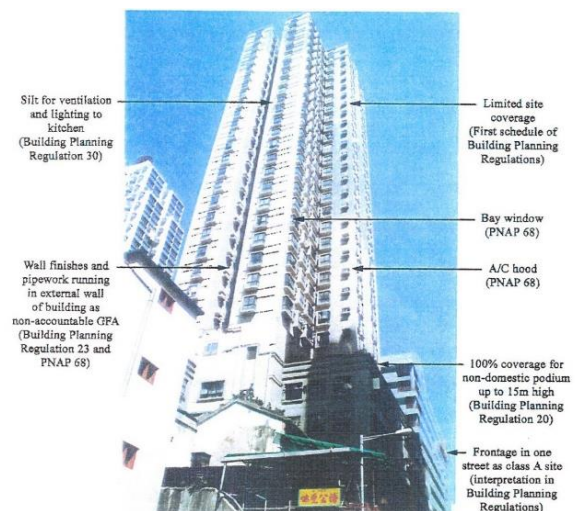 Silt for ventilation
and lighting to
kitchen
(Building Planning
Regulation 30)
Wall finishes and
pipework running
in external wall
of building as
non-accountable GFA
(Building Planning
Regulation 23 and
PNAP 68)
Limited site
coverage
(First schedule of
Building Planning
Regulations)
Bay window
(PNAP 68)
A/C hood
(PNAP 68)
100% coverage for
non-domestic podium
up to 15m high
(Building Planning
Regulation 20)
Frontage in one
street as class A site
(interpretation in
Building Planning
Regulations)